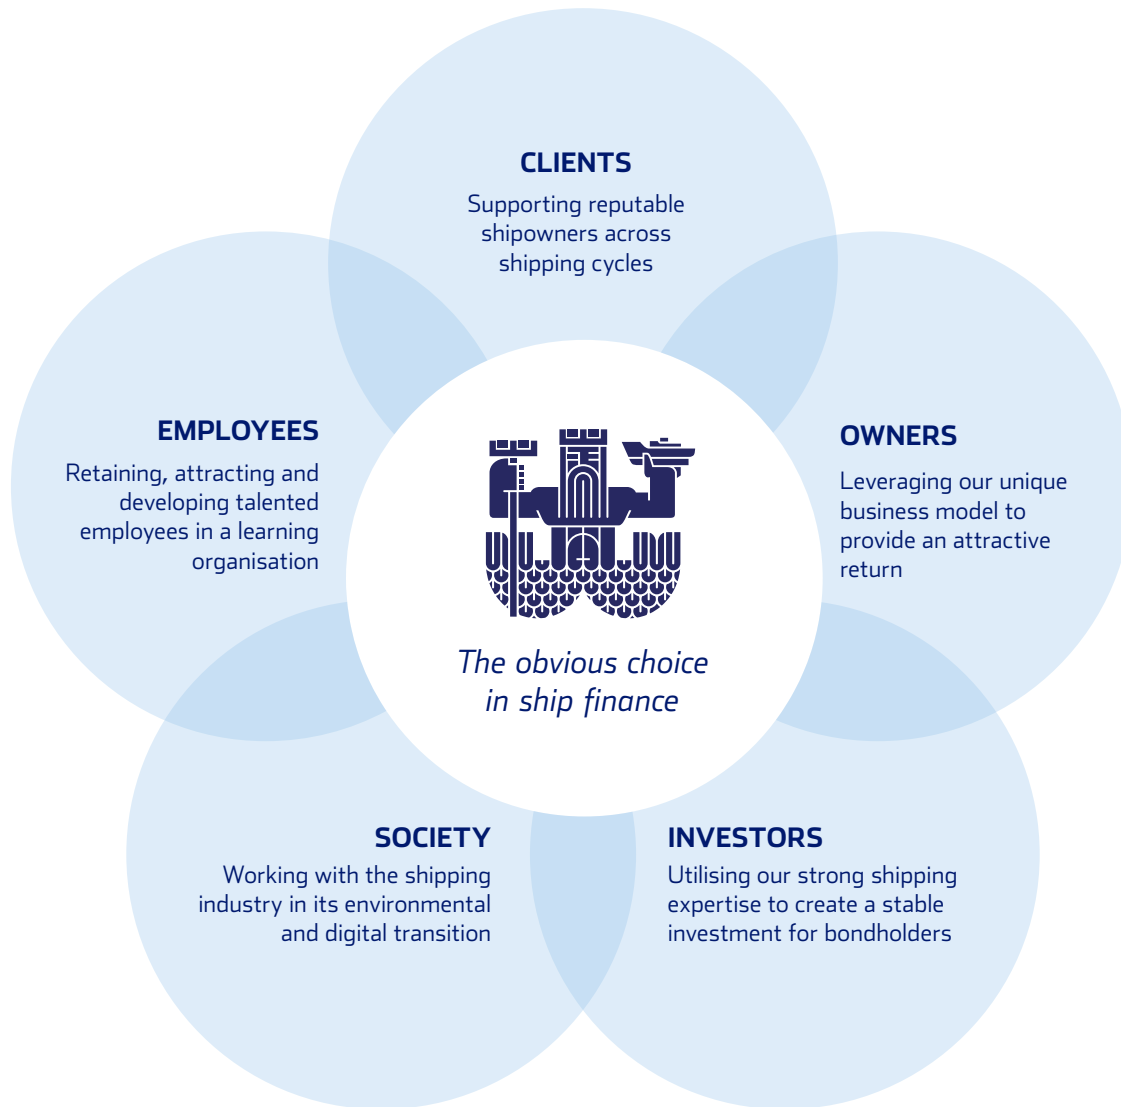 CLIENTS
Supporting reputable
shipowners across
shipping cycles
EMPLOYEES
Retaining, attracting and
developing talented
employees in a learning
organisation
OWNERS
Leveraging our unique
business model to
provide an attractive
return
The obvious choice
in ship finance
SOCIETY
Working with the shipping
industry in its environmental
and digital transition
INVESTORS
Utilising our strong shipping
expertise to create a stable
investment for bondholders